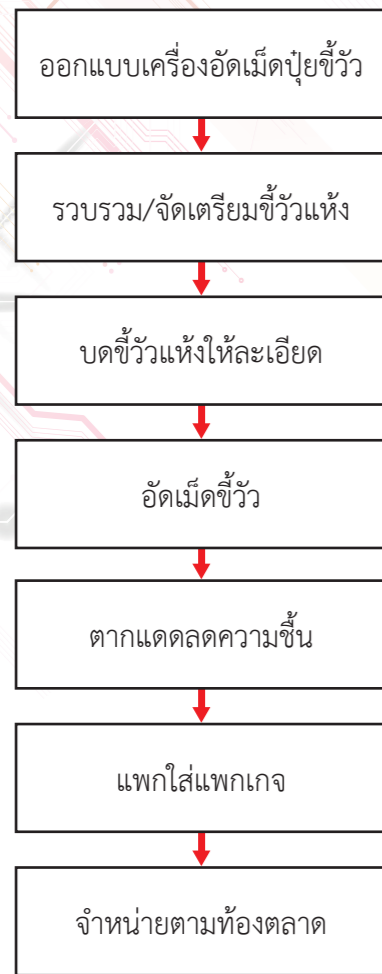 ออกแบบเครื่องอัดเม็ดปุ๋ยขี้วัว
รวบรวม/จัดเตรียมขี้วัวแห้ง
บดขี้วัวแห้งให้ละเอียด
อัดเม็ดขี้วัว
ตากแดดลดความชื้น
แพกใส่แพกเกจ
จำหน่ายตามท้องตลาด